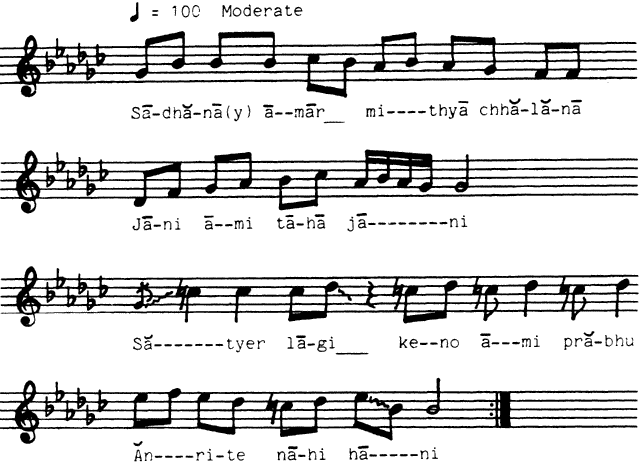 ♩ = 100 Moderate
Sā-dhă-nā(y) ā--mār__ mi----thyā chhă-lă-nā
Jā-ni ā--mi tā-hā jā--------ni
Să-------tyer lā-gi___ ke--no ā---mi pră-bhu
Ăn----ri-te nā-hi hā-----ni